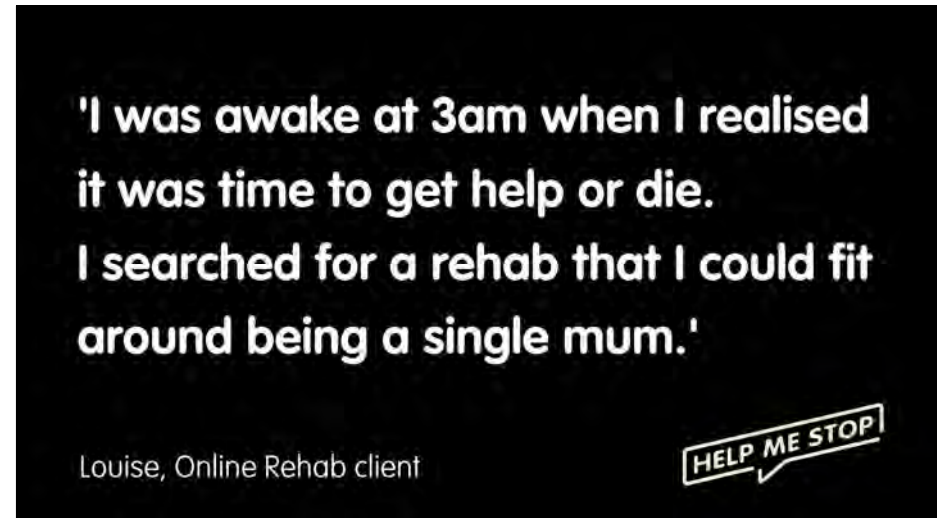 'I was awake at 3am when I realised
it was time to get help or die.
I searched for a rehab that I could fit
around being a single mum.'
Louise, Online Rehab client
HELP ME STOP